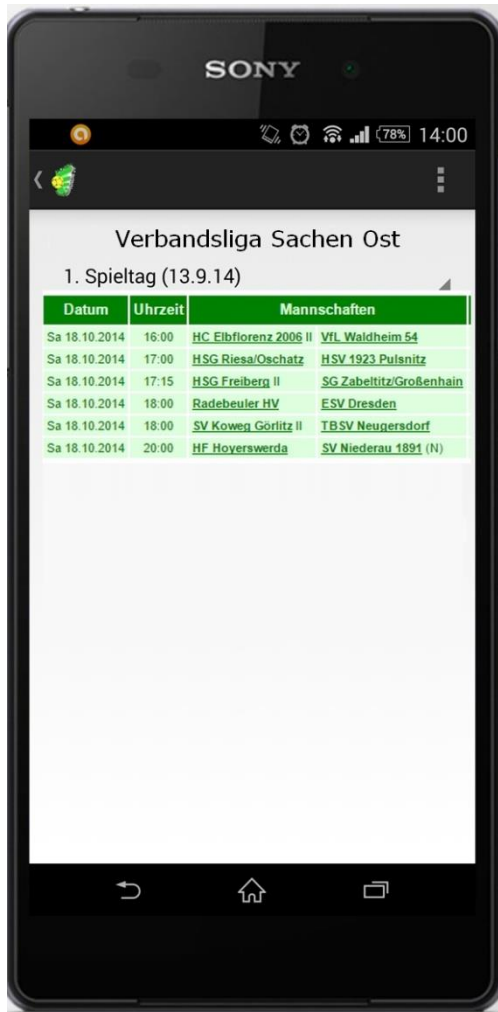 SONY
78% 14:00
Verbandsliga Sachen Ost
1. Spieltag (13.9.14)
Datum Uhrzeit Mannschaften
Sa 18.10.2014 16:00 HC Elbflorenz 2006 II VfL Waldheim 54
Sa 18.10.2014 17:00 HSG Riesa/Oschatz HSV 1923 Pulsnitz
Sa 18.10.2014 17:15 HSG Freiberg II SG Zabeltitz/Großenhain
Sa 18.10.2014 18:00 Radebeuler HV ESV Dresden
Sa 18.10.2014 18:00 SV Koweg Görlitz II TBSV Neugersdorf
Sa 18.10.2014 20:00 HF Hoyerswerda SV Niederau 1891 (N)